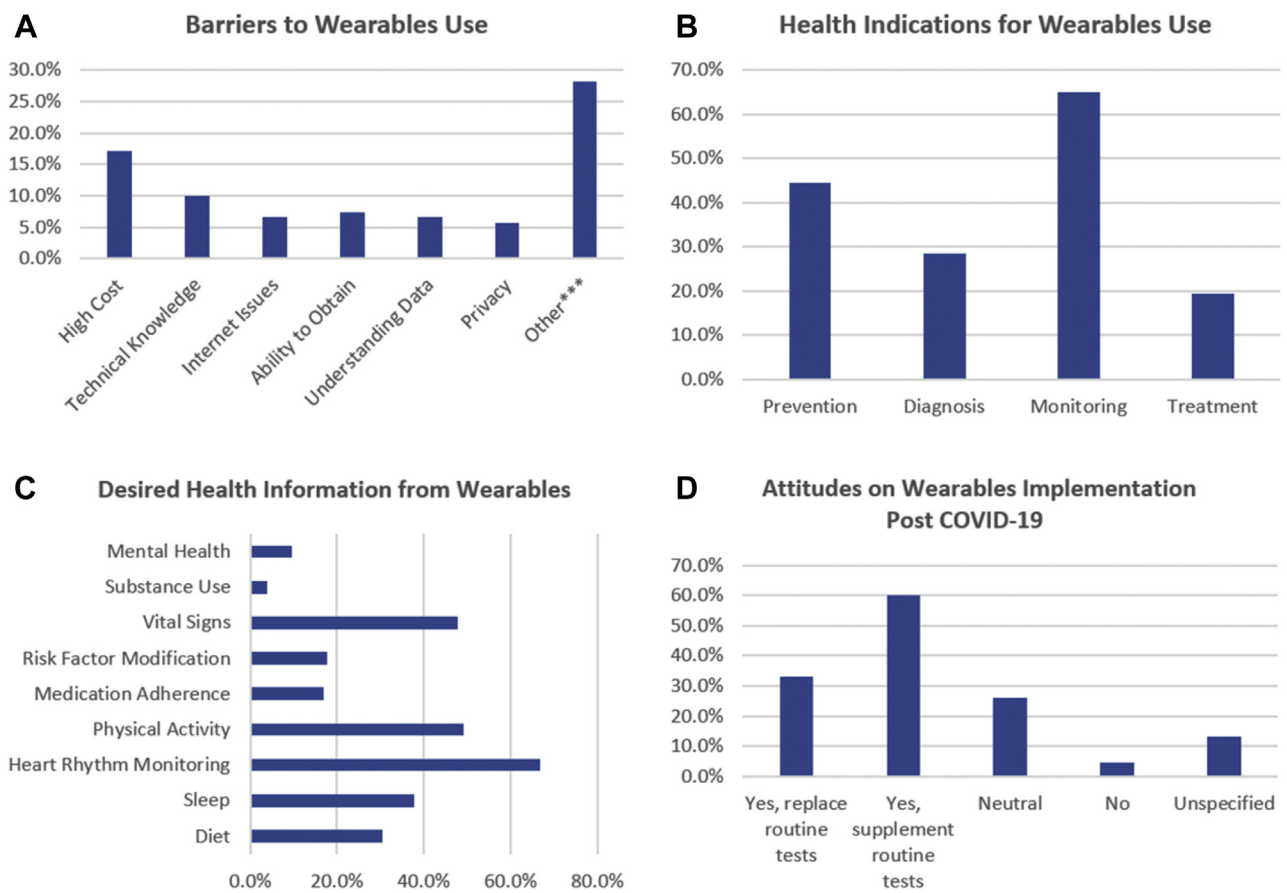 A
Barriers to Wearables Use
30.0%
25.0%
20.0%
15.0%
10.0%
5.0%
0.0%
High Cost
Technical Knowledge
Internet Issues
Ability to Obtain
Understanding Data
Privacy
Other***
B
Health Indications for Wearables Use
70.0%
60.0%
50.0%
40.0%
30.0%
20.0%
10.0%
0.0%
Prevention
Diagnosis
Monitoring
Treatment
C
Desired Health Information from Wearables
Mental Health
Substance Use
Vital Signs
Risk Factor Modification
Medication Adherence
Physical Activity
Heart Rhythm Monitoring
Sleep
Diet
0.0%
20.0%
40.0%
60.0%
80.0%
D
Attitudes on Wearables Implementation
Post COVID-19
70.0%
60.0%
50.0%
40.0%
30.0%
20.0%
10.0%
0.0%
Yes, replace
routine
tests
Yes,
supplement
routine
tests
Neutral
No
Unspecified